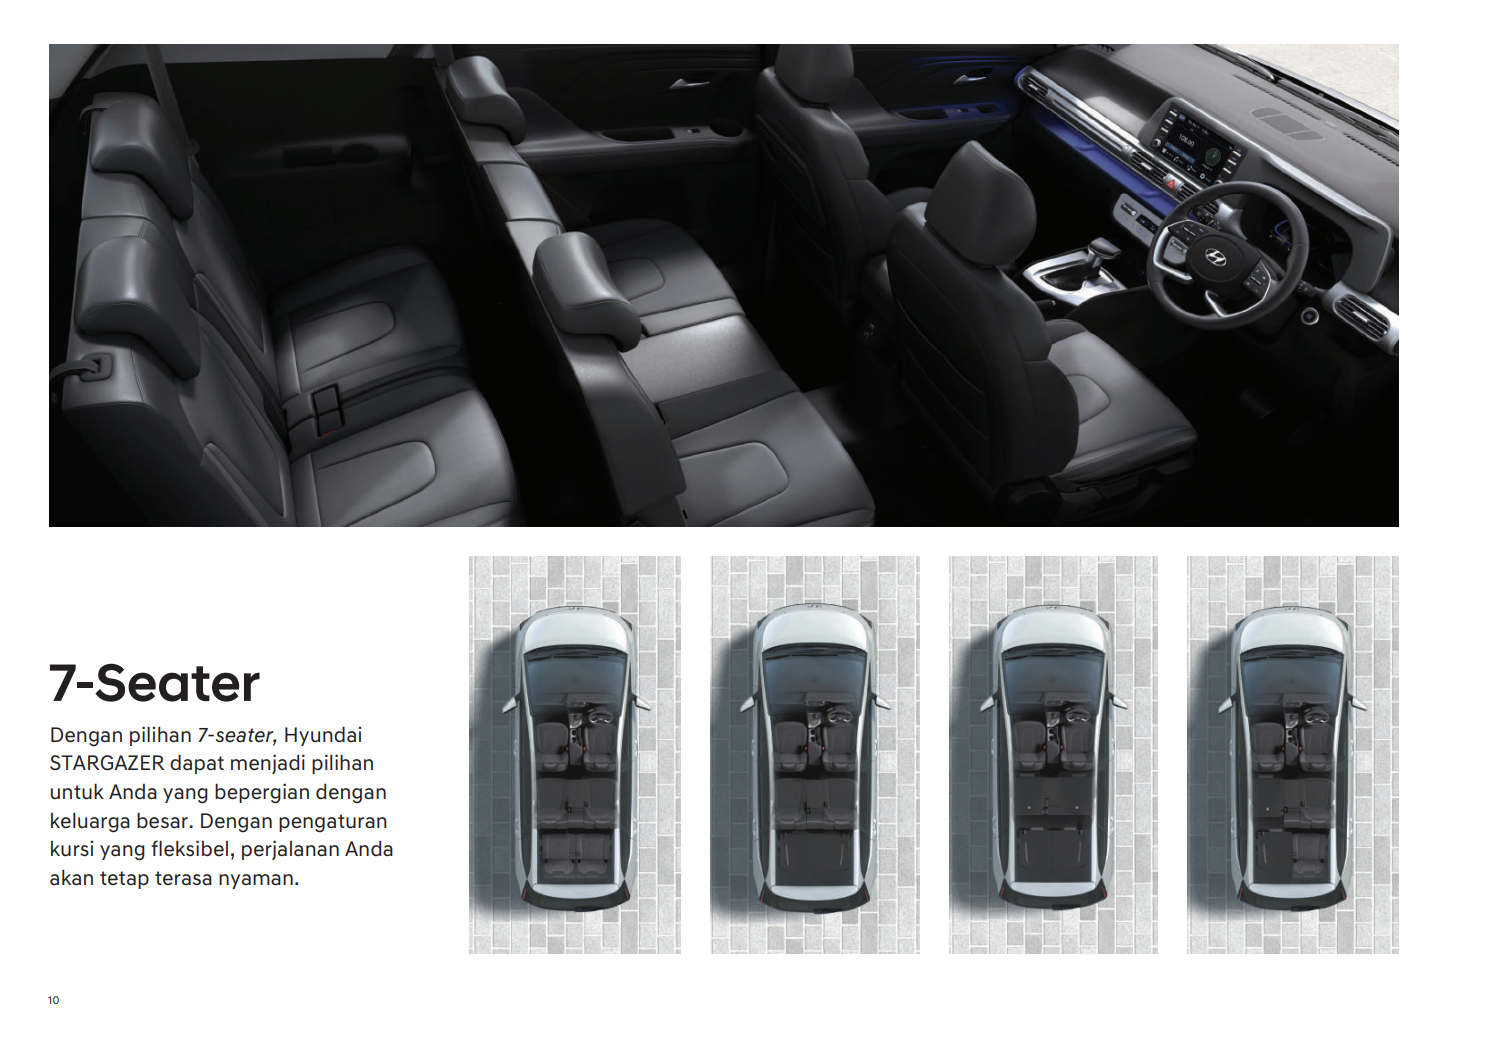 7-Seater
Dengan pilihan 7-seater, Hyundai
STARGAZER dapat menjadi pilihan
untuk Anda yang bepergian dengan
keluarga besar. Dengan pengaturan
kursi yang fleksibel, perjalanan Anda
akan tetap terasa nyaman.
10